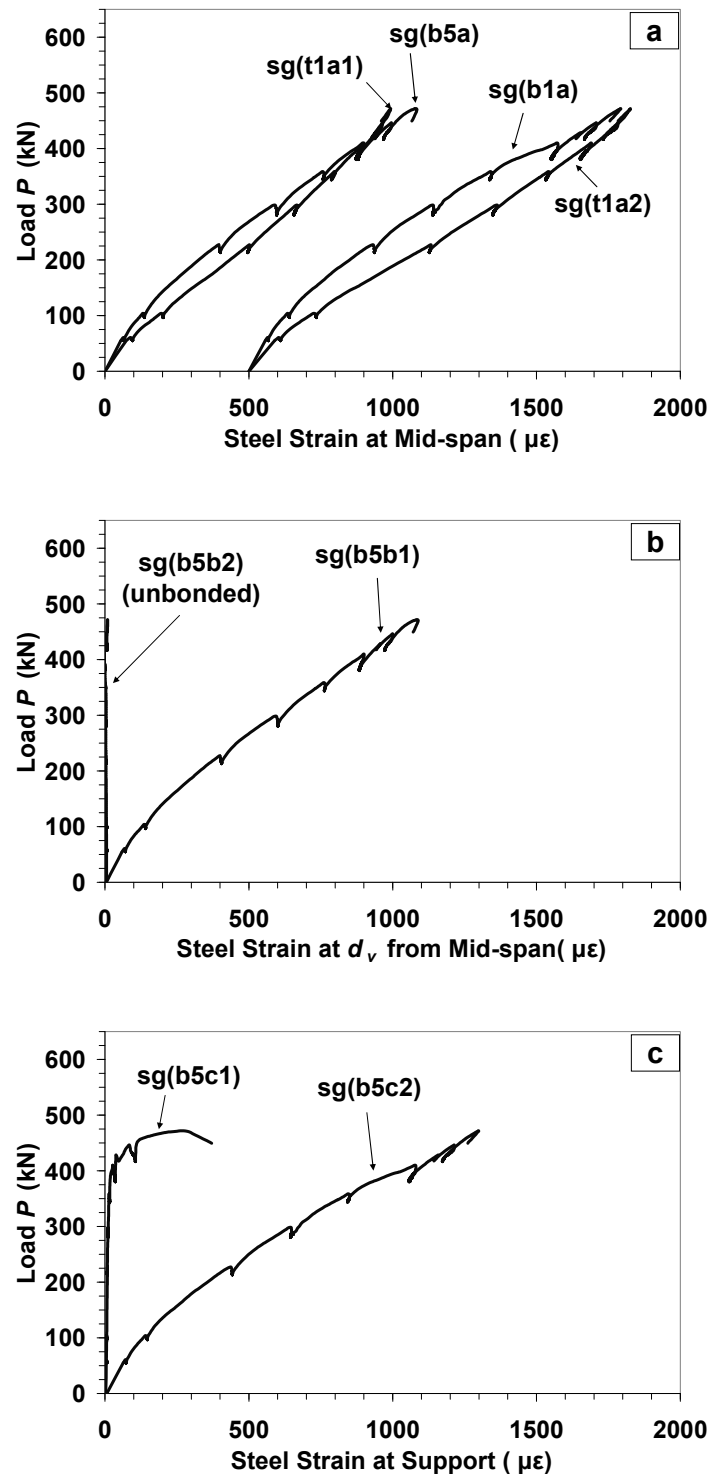 a
sg(b5a)
sg(t1a1)
sg(b1a)
sg(t1a2)
Load P (kN)
600
500
400
300
200
100
0
0 500 1000 1500 2000
Steel Strain at Mid-span ( µε)
b
sg(b5b2)
(unbonded)
sg(b5b1)
Load P (kN)
600
500
400
300
200
100
0
0 500 1000 1500 2000
Steel Strain at d v from Mid-span( µε)
c
sg(b5c1)
sg(b5c2)
Load P (kN)
600
500
400
300
200
100
0
0 500 1000 1500 2000
Steel Strain at Support ( µε)